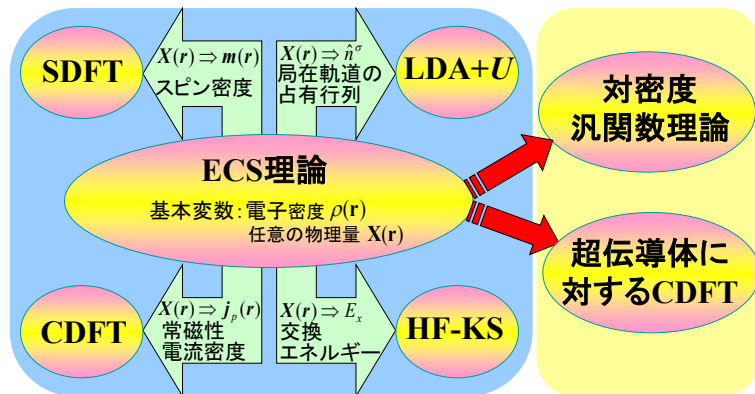 SDFT
X(r) ⇒ m(r)
スピン密度
X(r) ⇒ n̂^σ
局在軌道の
占有行列
LDA+U
対密度
汎関数理論
ECS理論
基本変数：電子密度 ρ(r)
任意の物理量 X(r)
超伝導体に
対するCDFT
CDFT
X(r) ⇒ j_p(r)
常磁性
電流密度
X(r) ⇒ E_x
交換
エネルギー
HF-KS